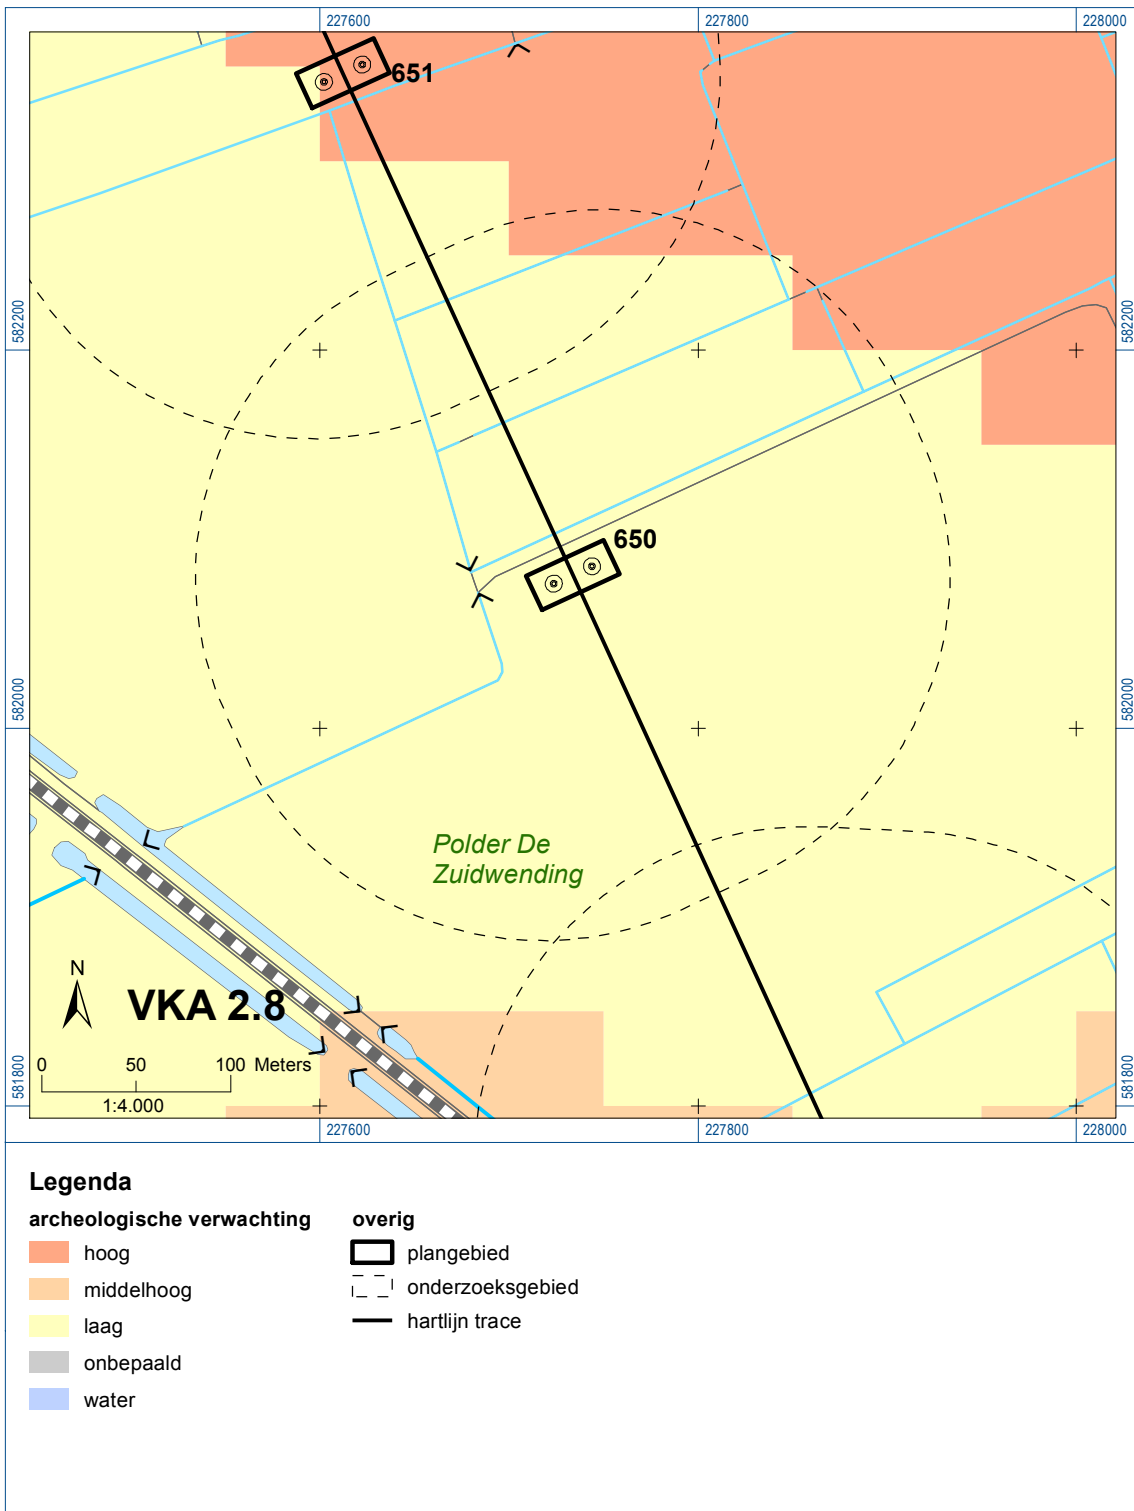 227600
227800
228000
651
582200
582200
650
582000
582000
Polder De
Zuidwending
N
VKA 2.8
0 50 100 Meters
1:4.000
581800
581800
227600
227800
228000
Legenda
archeologische verwachting
hoog
middelhoog
laag
onbepaald
water
overig
plangebied
onderzoeksgebied
hartlijn trace